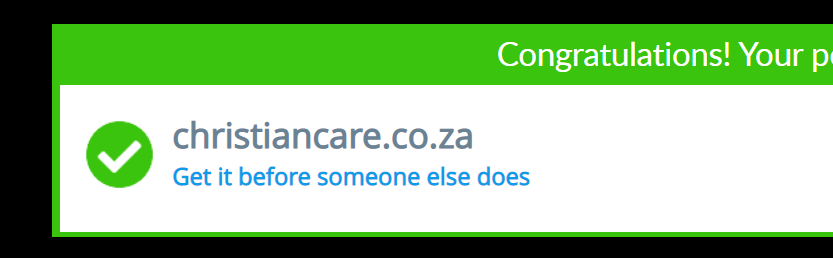 Congratulations! Your
christiancare.co.za
Get it before someone else does